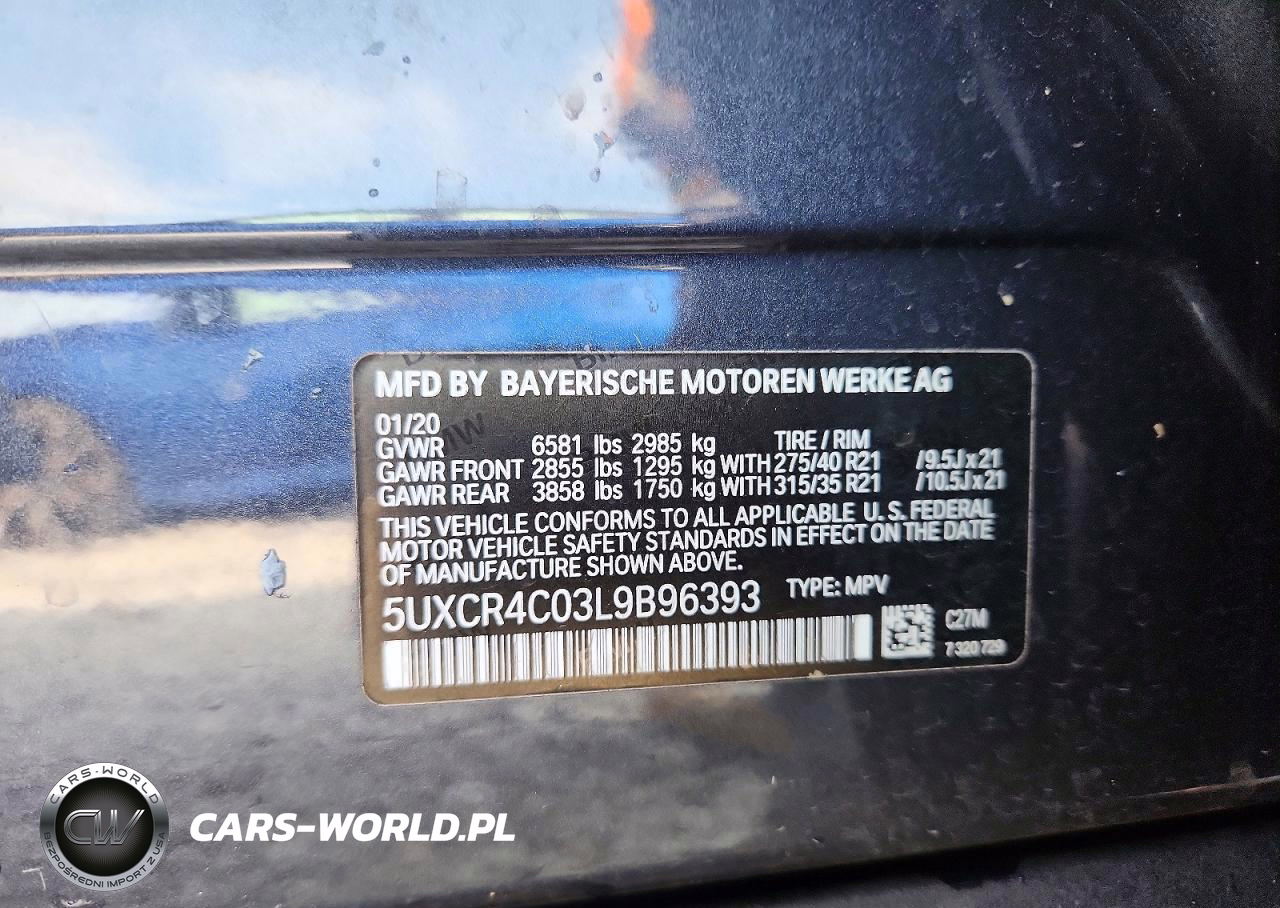 MFD BY BAYERISCHE MOTOREN WERKE AG
01/20
GVWR 6581 lbs 2985 kg TIRE / RIM
GAWR FRONT 2855 lbs 1295 kg WITH 275/40 R21 /9.5Jx21
GAWR REAR 3858 lbs 1750 kg WITH 315/35 R21 /10.5Jx21
THIS VEHICLE CONFORMS TO ALL APPLICABLE U.S. FEDERAL
MOTOR VEHICLE SAFETY STANDARDS IN EFFECT ON THE DATE
OF MANUFACTURE SHOWN ABOVE.
5UXCR4C03L9B96393 TYPE: MPV
C27M
7 320 729
CARS-WORLD
CW
BEZPOŚREDNI IMPORT Z USA
CARS-WORLD.PL